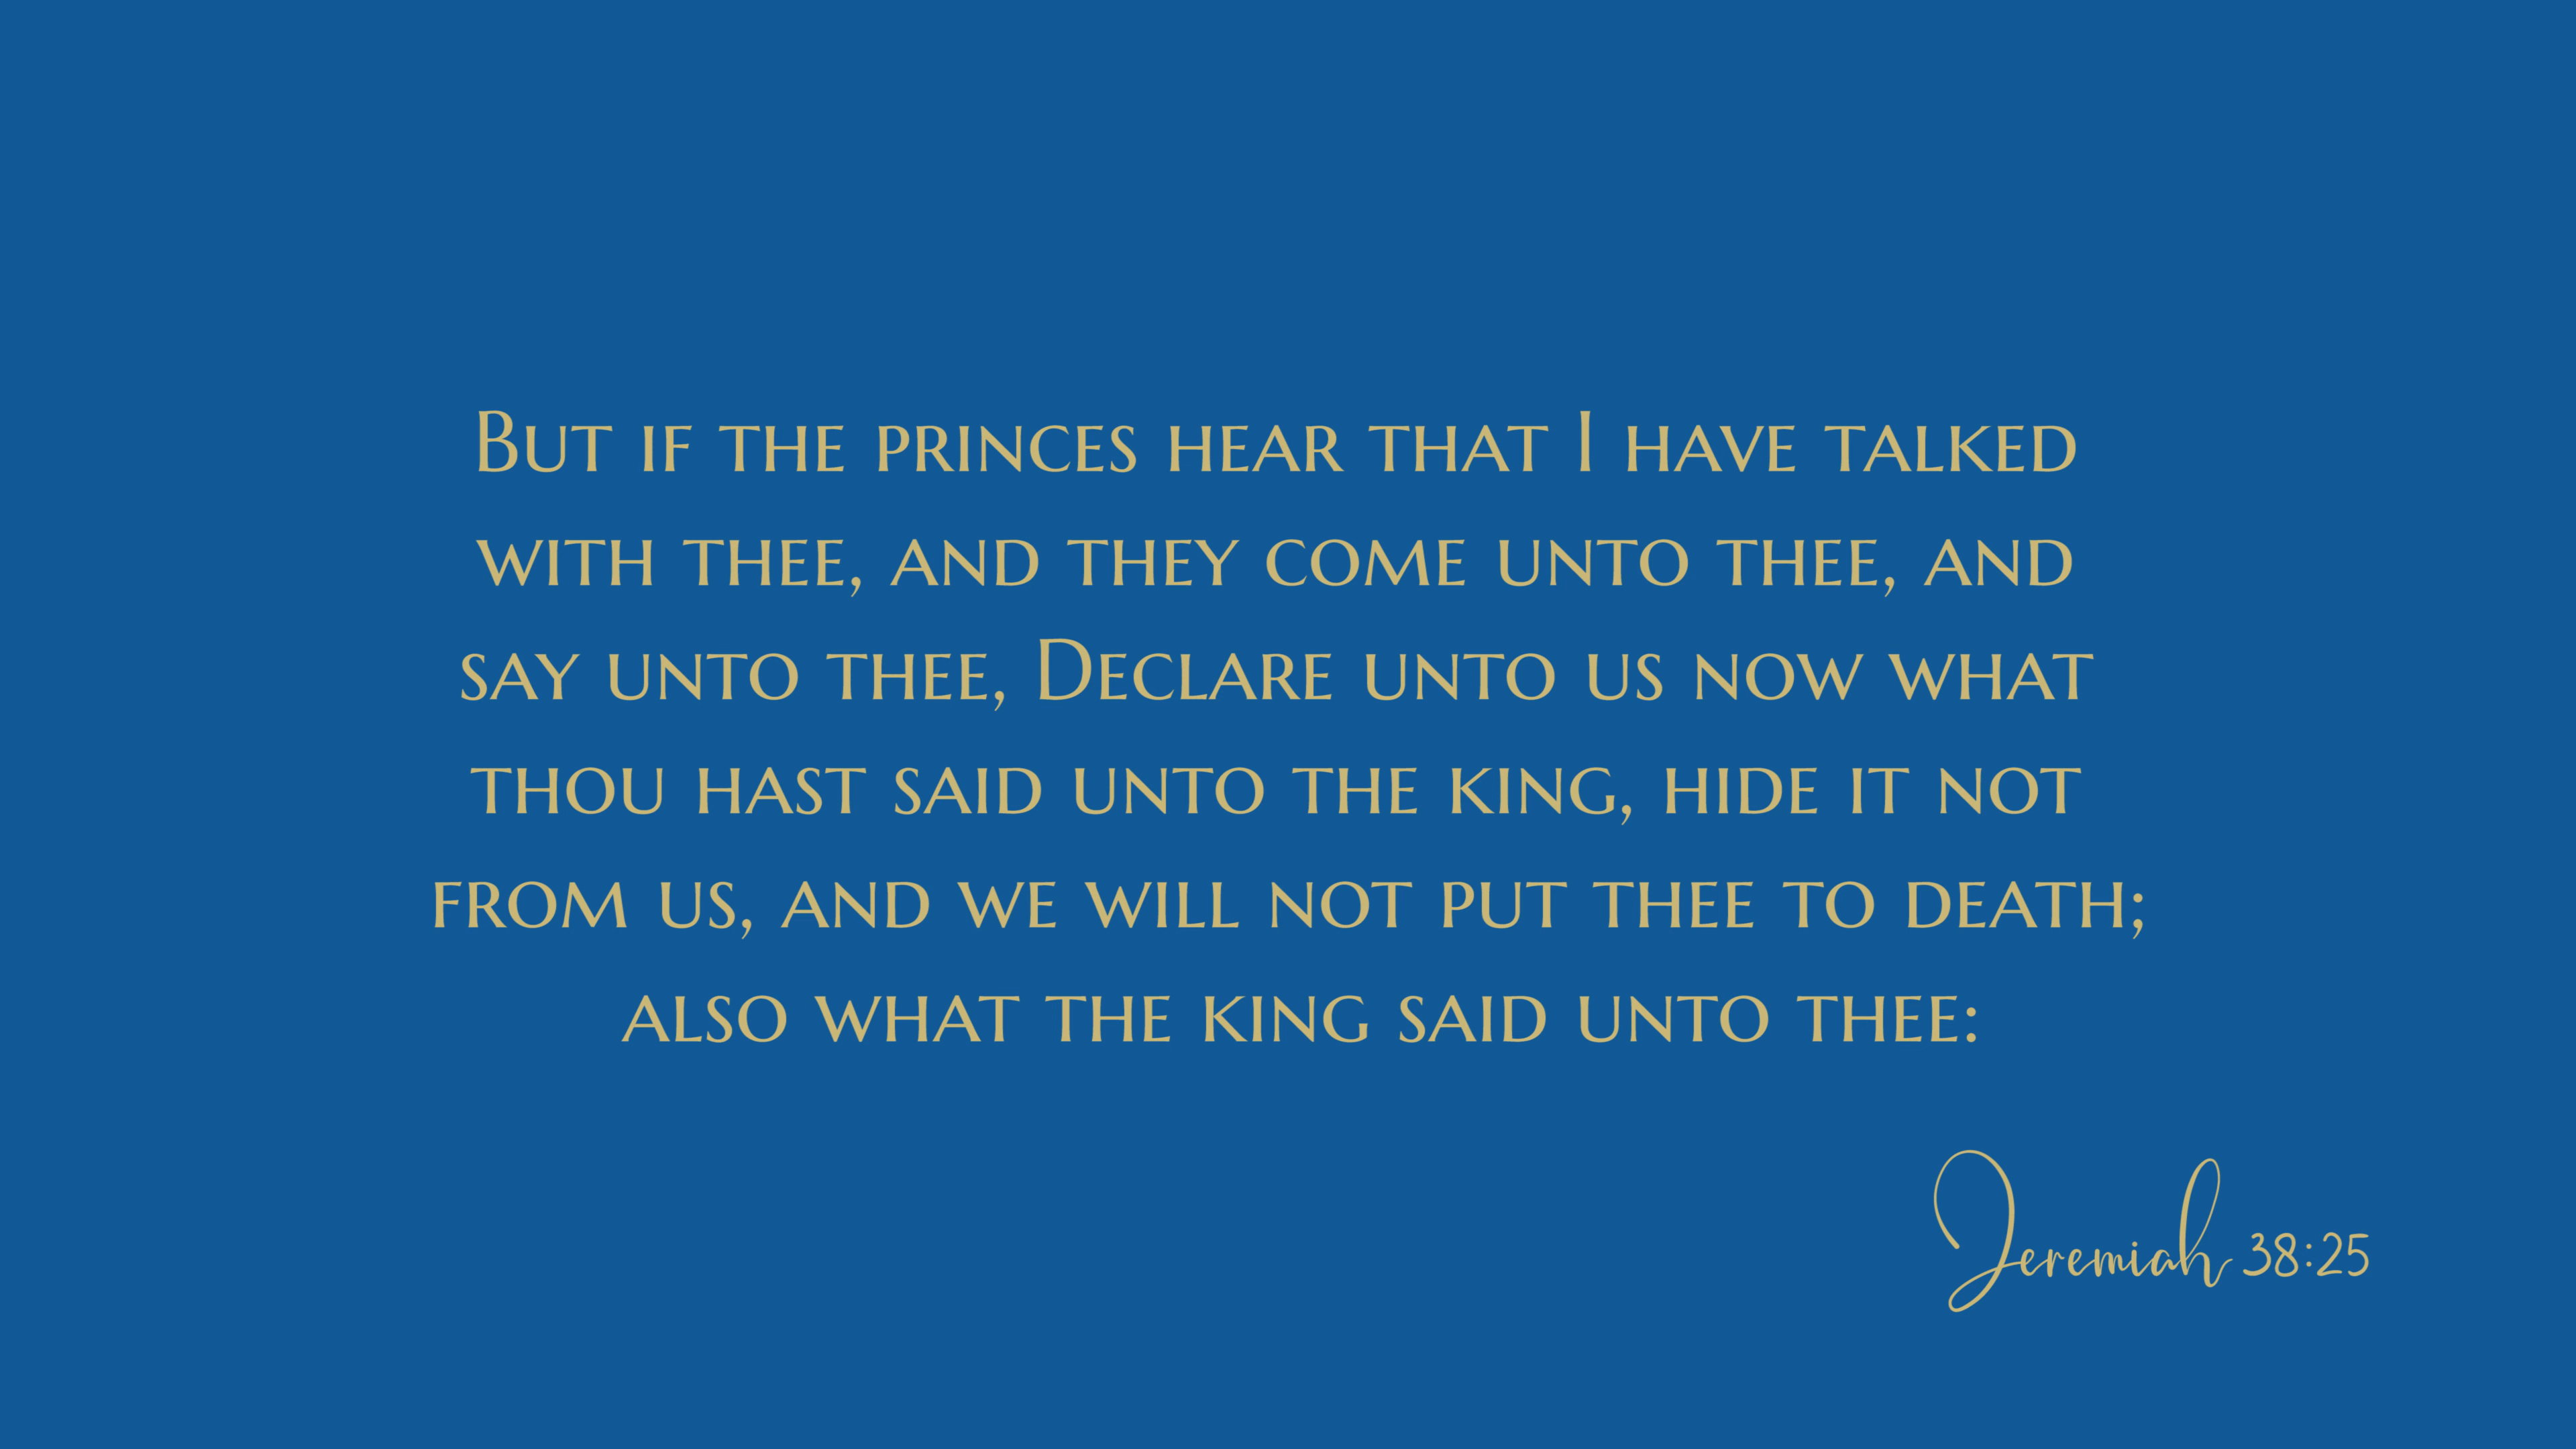 But if the princes hear that I have talked
with thee, and they come unto thee, and
say unto thee, Declare unto us now what
thou hast said unto the king, hide it not
from us, and we will not put thee to death;
also what the king said unto thee:
Jeremiah 38:25